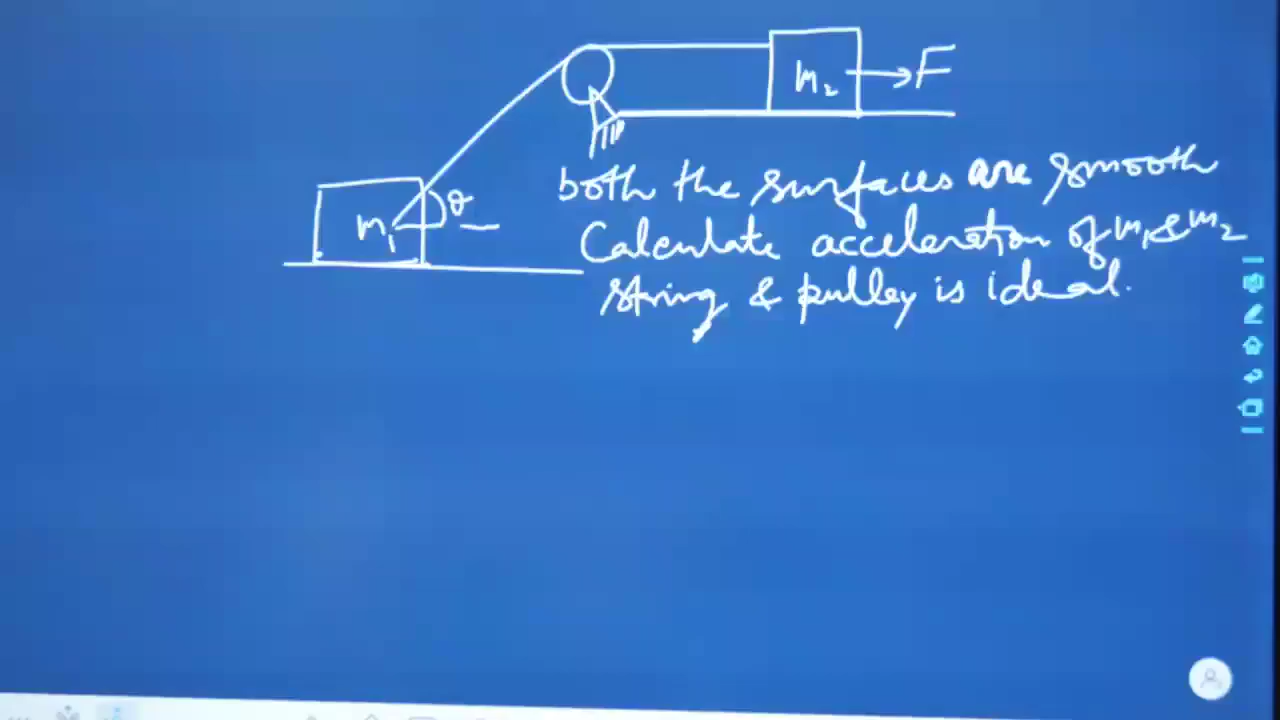 m₂ → F
m₁ θ
both the surfaces are smooth
Calculate acceleration of m₁ & m₂
string & pulley is ideal.